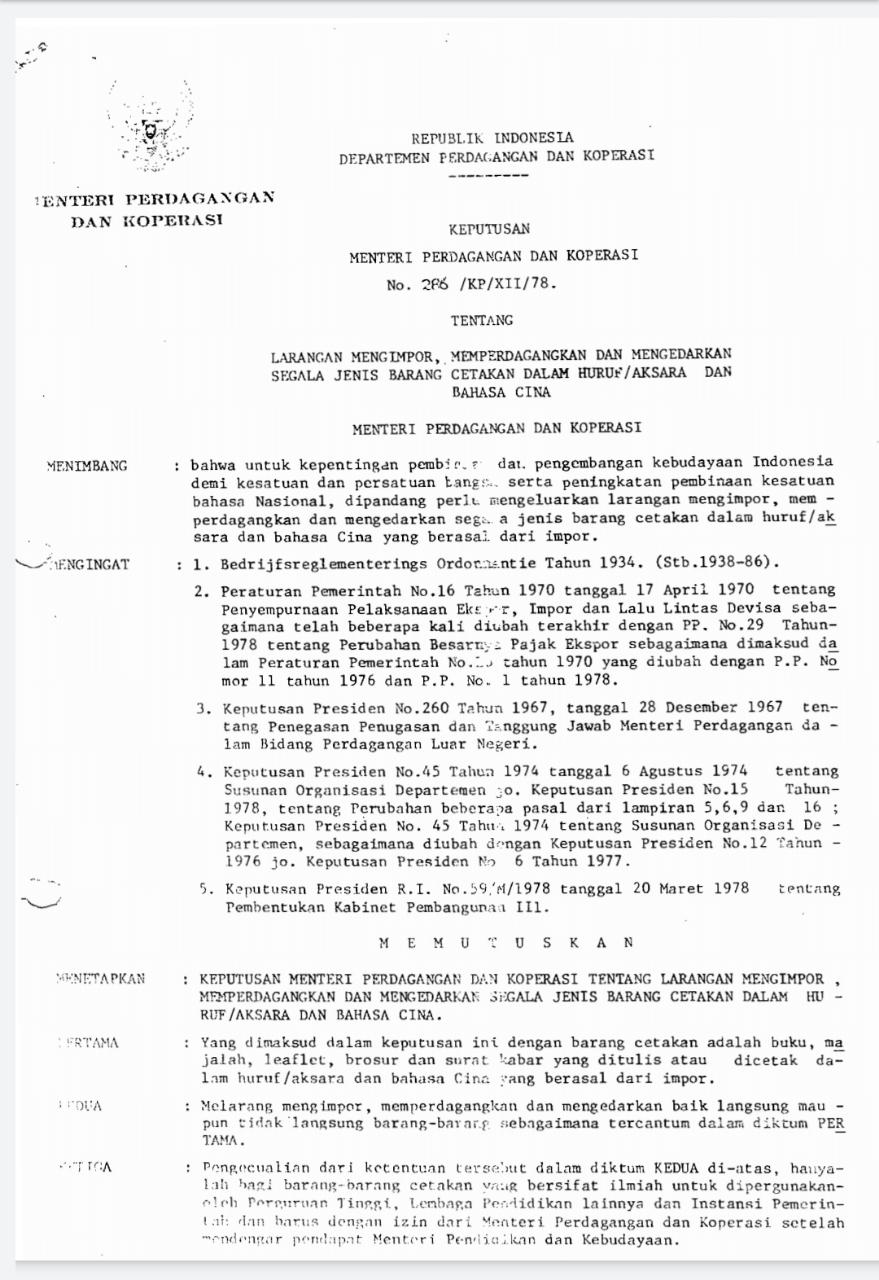 REPUBLIK INDONESIA
DEPARTEMEN PERDAGANGAN DAN KOPERASI
---------
MENTERI PERDAGANGAN
DAN KOPERASI
KEPUTUSAN
MENTERI PERDAGANGAN DAN KOPERASI
No. 286 /KP/XII/78.
TENTANG
LARANGAN MENGIMPOR, MEMPERDAGANGKAN DAN MENGEDARKAN
SEGALA JENIS BARANG CETAKAN DALAM HURUF/AKSARA DAN
BAHASA CINA
MENTERI PERDAGANGAN DAN KOPERASI
MENIMBANG : bahwa untuk kepentingan dan pengembangan kebudayaan Indonesia
demi kesatuan dan persatuan bangsa serta peningkatan pembinaan kesatuan
bahasa Nasional, dipandang perlu mengeluarkan larangan mengimpor, mem -
perdagangkan dan mengedarkan segala jenis barang cetakan dalam huruf/ak
sara dan bahasa Cina yang berasal dari impor.
MENGINGAT : 1. Bedrijfsreglementerings Ordonnantie Tahun 1934. (Stb.1938-86).
2. Peraturan Pemerintah No.16 Tahun 1970 tanggal 17 April 1970 tentang
Penyempurnaan Pelaksanaan Ekspor, Impor dan Lalu Lintas Devisa seba-
gaimana telah beberapa kali diubah terakhir dengan PP. No.29 Tahun-
1978 tentang Perubahan Besarnya Pajak Ekspor sebagaimana dimaksud da
lam Peraturan Pemerintah tahun 1970 yang diubah dengan P.P. No
mor 11 tahun 1976 dan P.P. No. 1 tahun 1978.
3. Keputusan Presiden No.260 Tahun 1967, tanggal 28 Desember 1967 ten-
tang Penegasan Penugasan dan Tanggung Jawab Menteri Perdagangan da -
lam Bidang Perdagangan Luar Negeri.
4. Keputusan Presiden No.45 Tahun 1974 tanggal 6 Agustus 1974 tentang
Susunan Organisasi Departemen jo. Keputusan Presiden No.15 Tahun-
1978, tentang Perubahan beberapa pasal dari lampiran 5,6,9 dan 16 ;
Keputusan Presiden No. 45 Tahun 1974 tentang Susunan Organisasi De -
partemen, sebagaimana diubah dengan Keputusan Presiden No.12 Tahun -
1976 jo. Keputusan Presiden No 6 Tahun 1977.
5. Keputusan Presiden R.I. No.59/M/1978 tanggal 20 Maret 1978 tentang
Pembentukan Kabinet Pembangunan III.
M E M U T U S K A N
MENETAPKAN : KEPUTUSAN MENTERI PERDAGANGAN DAN KOPERASI TENTANG LARANGAN MENGIMPOR ,
MEMPERDAGANGKAN DAN MENGEDARKAN SEGALA JENIS BARANG CETAKAN DALAM HU -
RUF/AKSARA DAN BAHASA CINA.
PERTAMA : Yang dimaksud dalam keputusan ini dengan barang cetakan adalah buku, ma
jalah, leaflet, brosur dan surat kabar yang ditulis atau dicetak da-
lam huruf/aksara dan bahasa Cina yang berasal dari impor.
KEDUA : Melarang mengimpor, memperdagangkan dan mengedarkan baik langsung mau -
pun tidak langsung barang-barang sebagaimana tercantum dalam diktum PER
TAMA.
KETIGA : Pengecualian dari ketentuan tersebut dalam diktum KEDUA di-atas, hanya-
lah bagi barang-barang cetakan yang bersifat ilmiah untuk dipergunakan-
oleh Perguruan Tinggi, Lembaga Pendidikan lainnya dan Instansi Pemerin-
tah dan harus dengan izin dari Menteri Perdagangan dan Koperasi setelah
mendengar pendapat Menteri Pendidikan dan Kebudayaan.